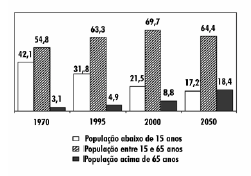 69,7
63,3 64,4
54,8
42,1
31,8
21,5 17,2 18,4
3,1 4,9 8,8
1970 1995 2000 2050
População abaixo de 15 anos
População entre 15 e 65 anos
População acima de 65 anos